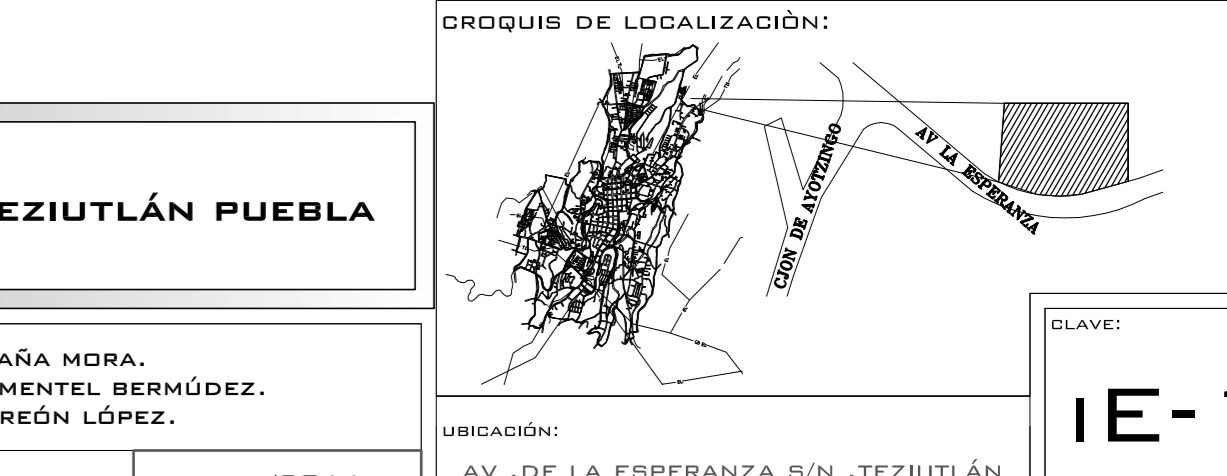 CROQUIS DE LOCALIZACIÒN:
AV LA ESPERANZA
CJON DE AYOTZINGO
EZIUTLÁN PUEBLA
CLAVE:
IE-
AÑA MORA.
MENTEL BERMÚDEZ.
REÓN LÓPEZ.
UBICACIÓN:
AV .DE LA ESPERANZA S/N .TEZIUTLÁN